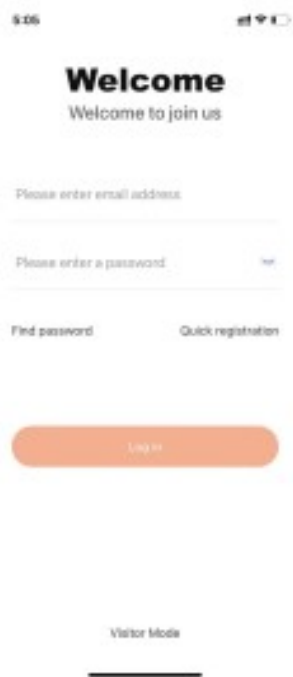 5:05
Welcome
Welcome to join us
Please enter email address
Please enter a password
Find password Quick registration
Log in
Visitor Mode